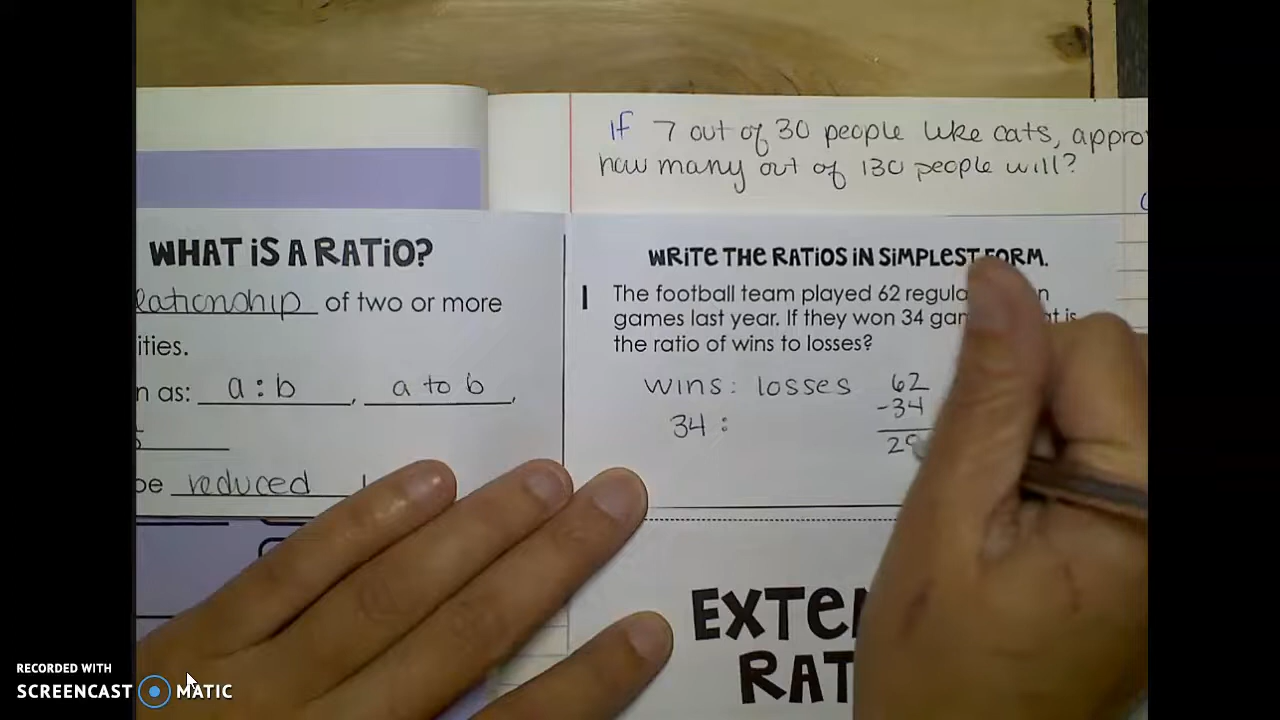 If 7 out of 30 people like cats, appro
how many out of 130 people will?
WHAT iS A RATiO?
elationship of two or more
ities.
n as: a : b, a to b,
be reduced
WRiTE THE RATiOS iN SiMPLEST FORM.
1 The football team played 62 regula n
games last year. If they won 34 gam at is
the ratio of wins to losses?
wins : losses
34 :
62
-34
EXTE
RAT
RECORDED WITH
SCREENCAST MATIC